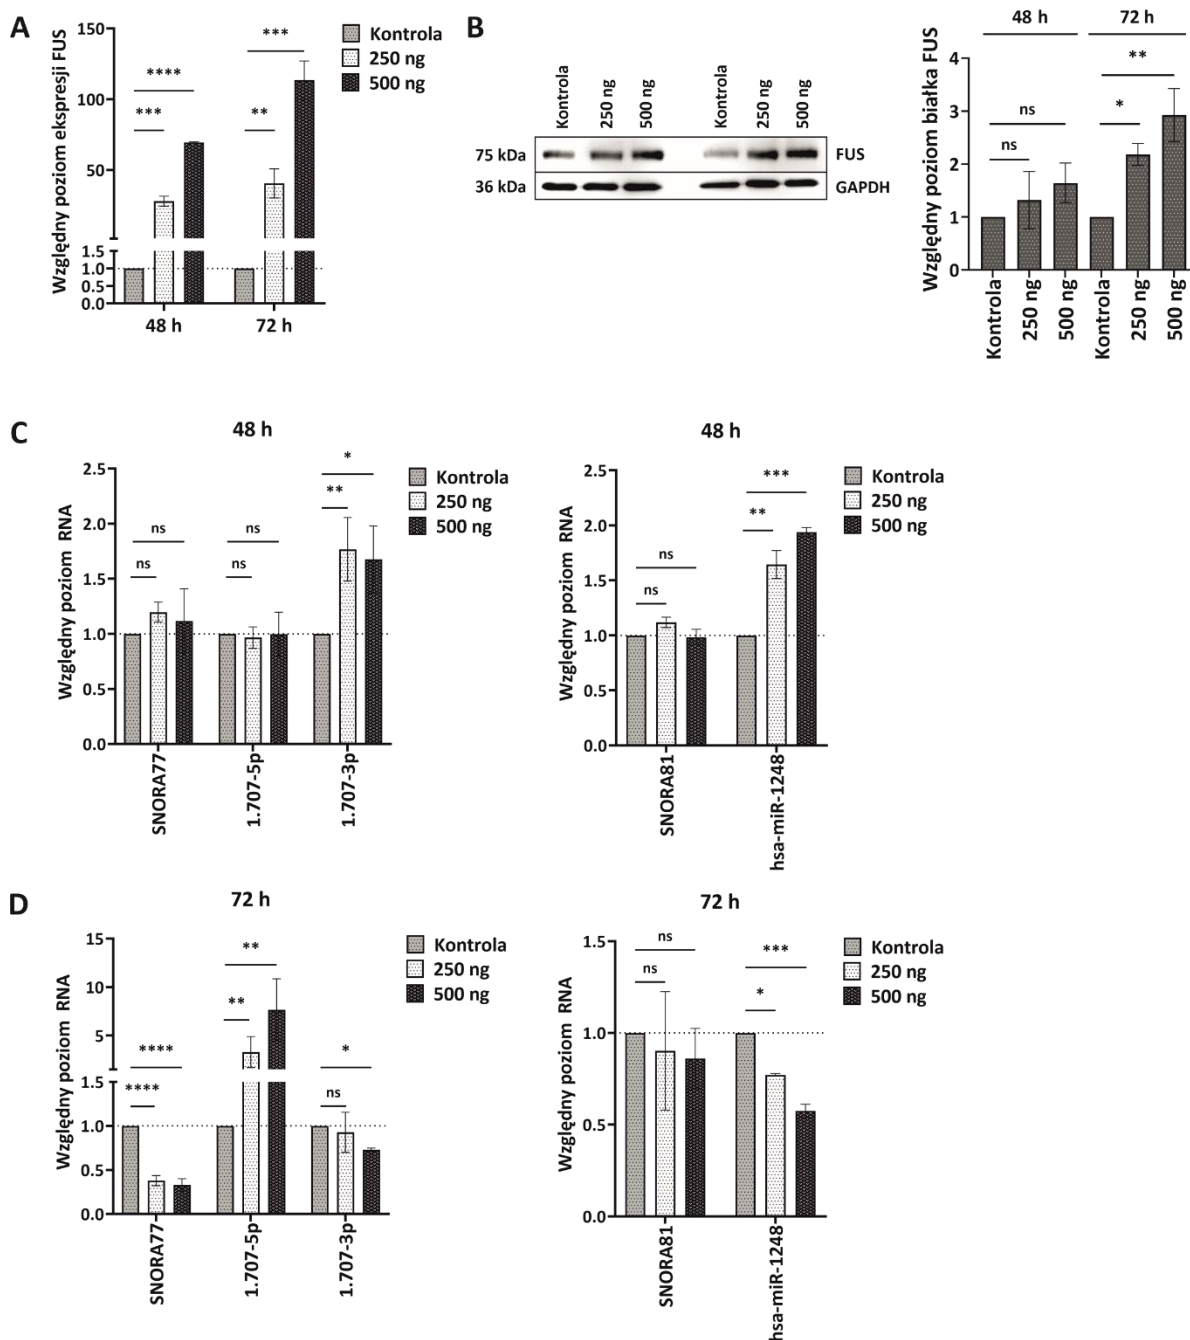 A
Względny poziom ekspresji FUS
150
100
50
1.5
1.0
0.5
0.0
****
***
***
**
48 h
72 h
Kontrola
250 ng
500 ng
B
Kontrola
250 ng
500 ng
Kontrola
250 ng
500 ng
75 kDa
FUS
36 kDa
GAPDH
Względny poziom białka FUS
48 h
72 h
4
3
2
1
0
ns
ns
**
*
Kontrola
250 ng
500 ng
Kontrola
250 ng
500 ng
C
48 h
Względny poziom RNA
2.5
2.0
1.5
1.0
0.5
0.0
ns
ns
ns
ns
*
**
SNORA77
1.707-5p
1.707-3p
Kontrola
250 ng
500 ng
48 h
Względny poziom RNA
2.5
2.0
1.5
1.0
0.5
0.0
ns
ns
***
**
SNORA81
hsa-miR-1248
Kontrola
250 ng
500 ng
D
72 h
Względny poziom RNA
15
10
5
1.5
1.0
0.5
0.0
****
****
**
**
*
ns
SNORA77
1.707-5p
1.707-3p
Kontrola
250 ng
500 ng
72 h
Względny poziom RNA
1.5
1.0
0.5
0.0
ns
ns
***
*
SNORA81
hsa-miR-1248
Kontrola
250 ng
500 ng